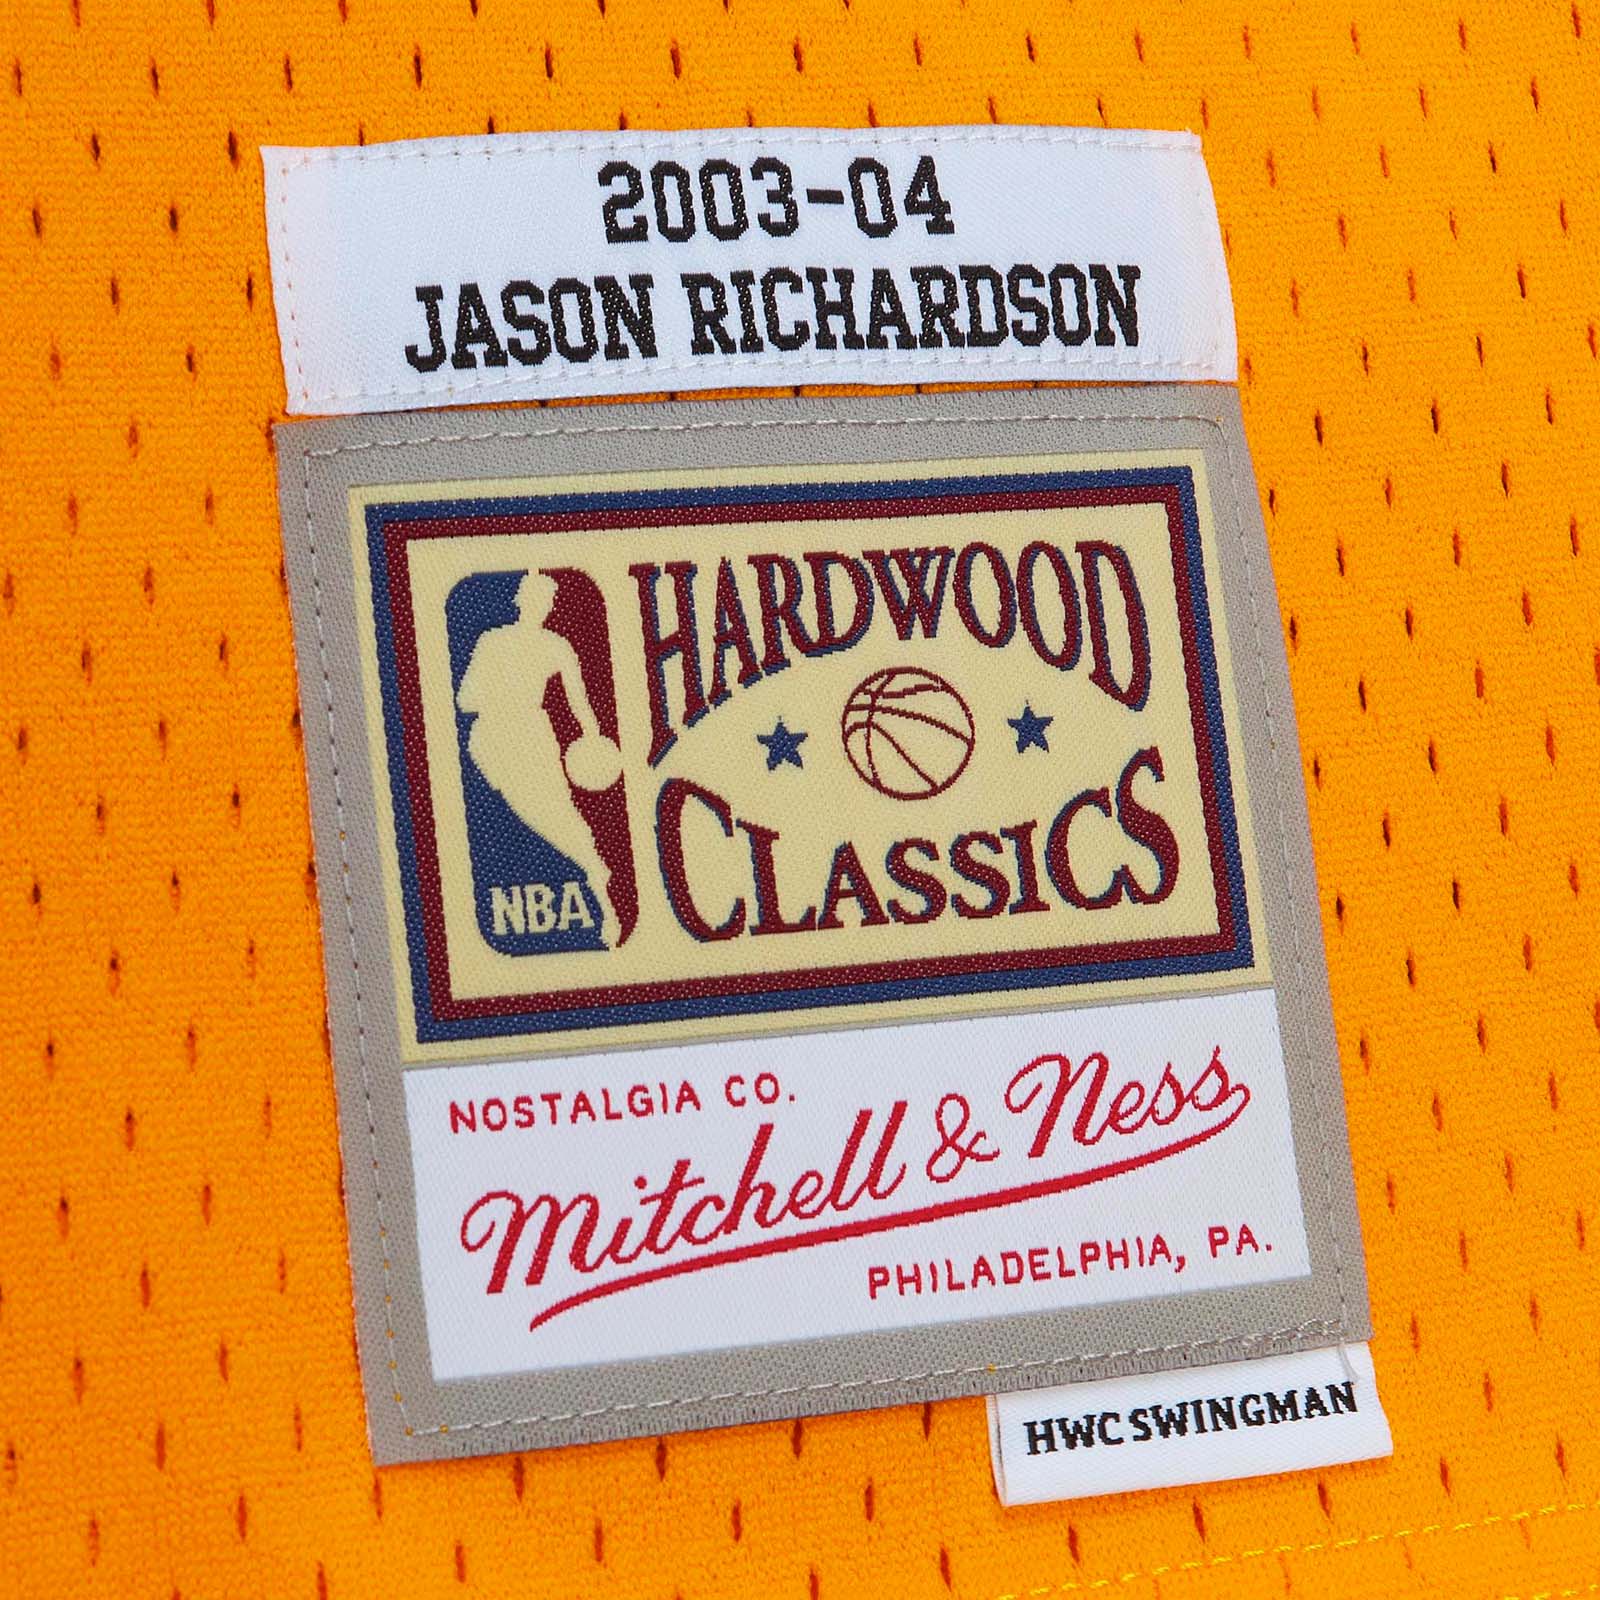 2003-04
JASON RICHARDSON
HARDWOOD
CLASSICS
NBA
NOSTALGIA CO.
Mitchell & Ness
PHILADELPHIA, PA.
HWC SWINGMAN